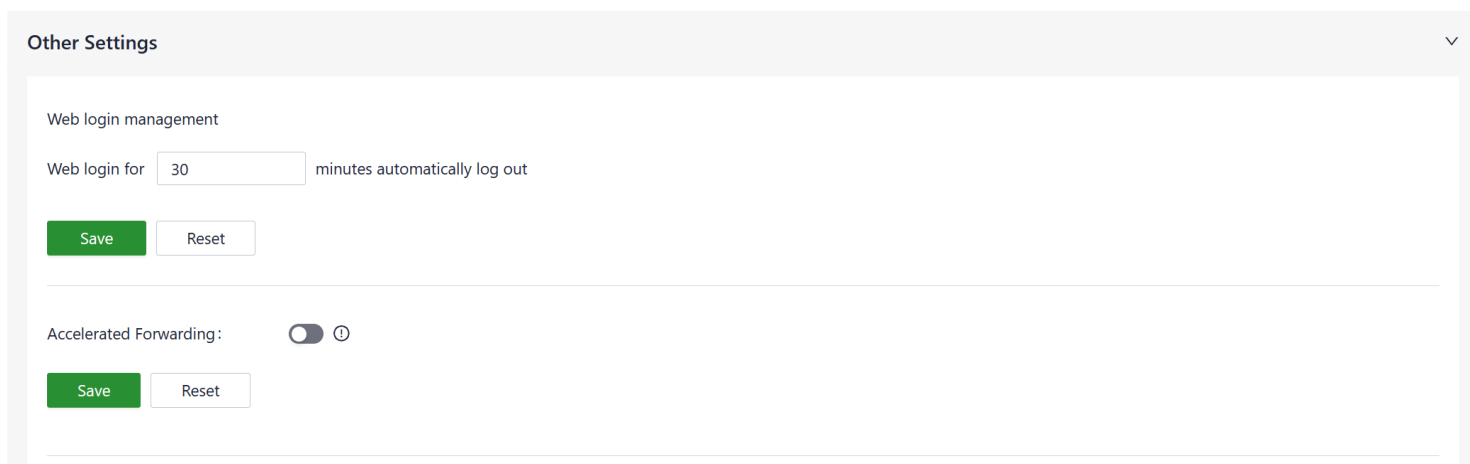 Other Settings
Web login management
Web login for 30 minutes automatically log out
Save Reset
Accelerated Forwarding:
Save Reset